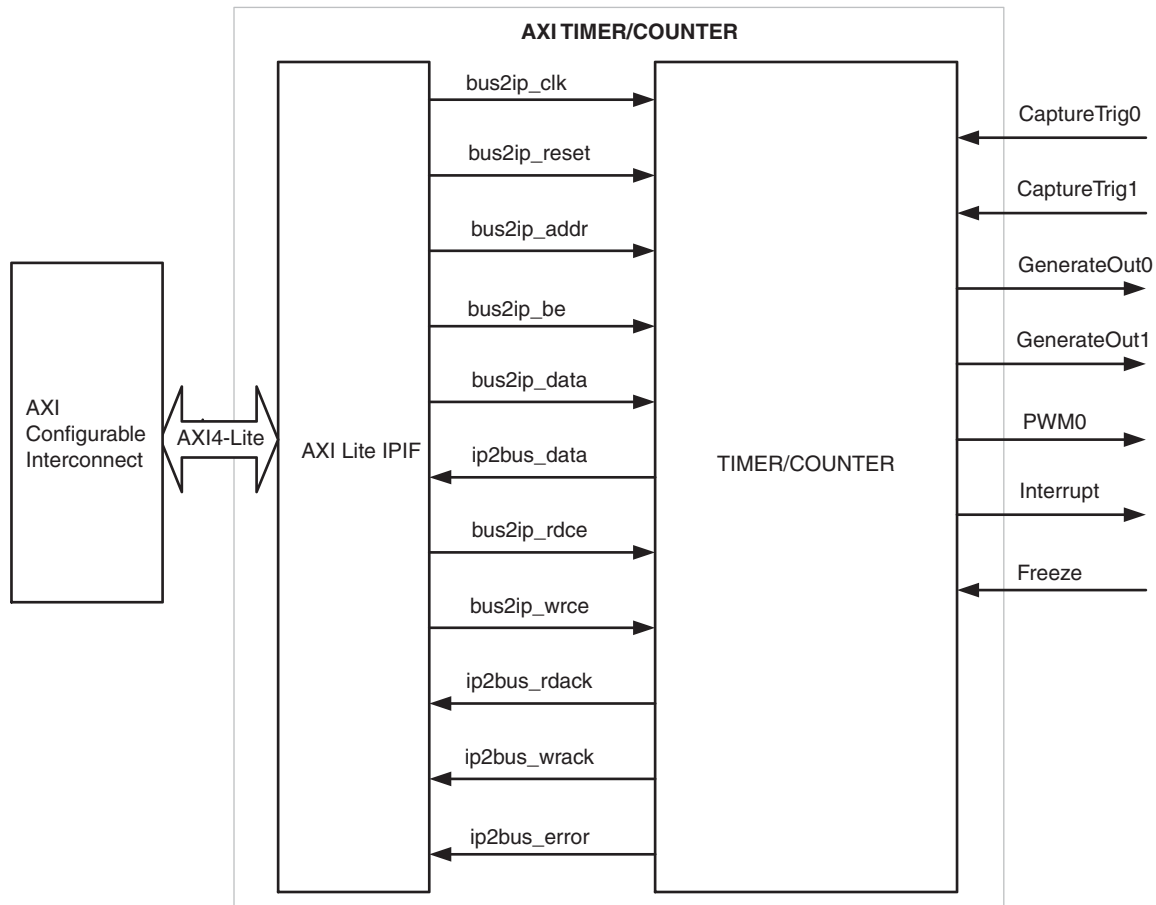 AXI TIMER/COUNTER
bus2ip_clk
bus2ip_reset
bus2ip_addr
bus2ip_be
bus2ip_data
ip2bus_data
bus2ip_rdce
bus2ip_wrce
ip2bus_rdack
ip2bus_wrack
ip2bus_error
AXI
Configurable
Interconnect
AXI4-Lite
AXI Lite IPIF
TIMER/COUNTER
CaptureTrig0
CaptureTrig1
GenerateOut0
GenerateOut1
PWM0
Interrupt
Freeze